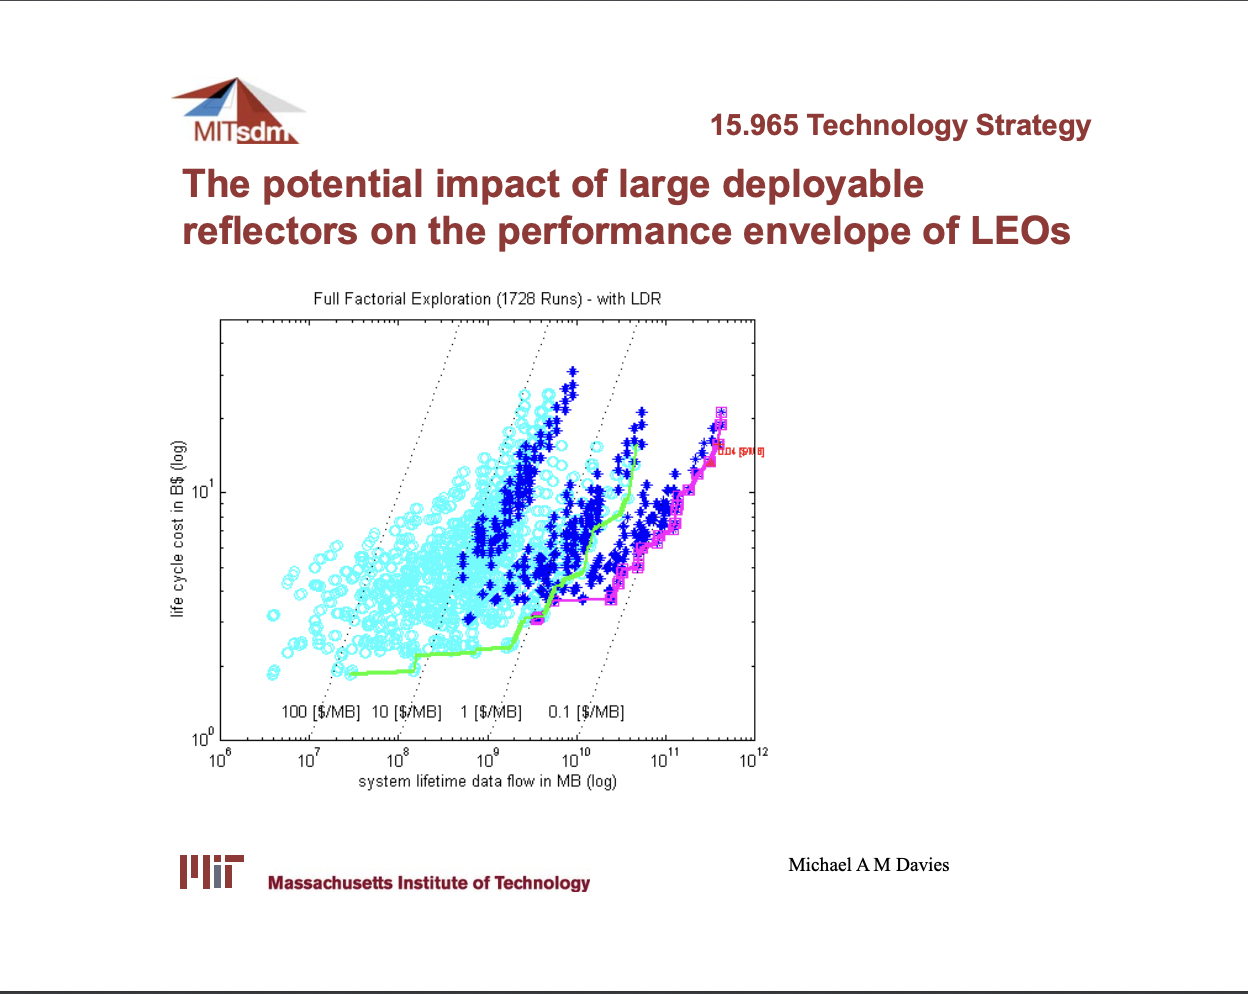 MITsdm
15.965 Technology Strategy
The potential impact of large deployable
reflectors on the performance envelope of LEOs
Full Factorial Exploration (1728 Runs) - with LDR
life cycle cost in B$ (log)
10^1
10^0
100 [$/MB] 10 [$/MB] 1 [$/MB] 0.1 [$/MB]
10^6 10^7 10^8 10^9 10^10 10^11 10^12
system lifetime data flow in MB (log)
MIT
Massachusetts Institute of Technology
Michael A M Davies